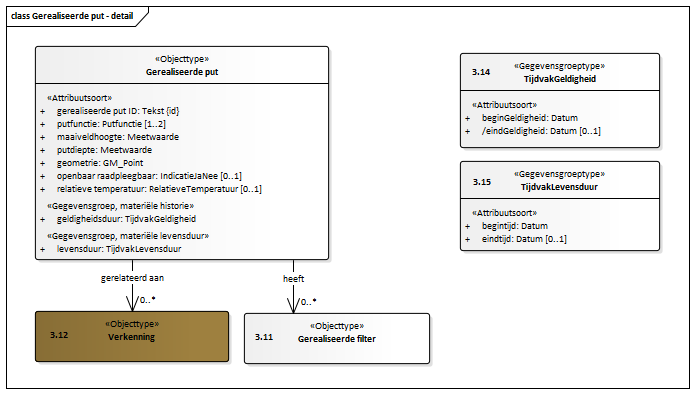 class Gerealiseerde put - detail
«Objecttype»
Gerealiseerde put
«Attribuutsoort»
+ gerealiseerde put ID: Tekst {id}
+ putfunctie: Putfunctie [1..2]
+ maaiveldhoogte: Meetwaarde
+ putdiepte: Meetwaarde
+ geometrie: GM_Point
+ openbaar raadpleegbaar: IndicatieJaNee [0..1]
+ relatieve temperatuur: RelatieveTemperatuur [0..1]
«Gegevensgroep, materiële historie»
+ geldigheidsduur: TijdvakGeldigheid
«Gegevensgroep, materiële levensduur»
+ levensduur: TijdvakLevensduur
3.14
«Gegevensgroeptype»
TijdvakGeldigheid
«Attribuutsoort»
+ beginGeldigheid: Datum
+ /eindGeldigheid: Datum [0..1]
3.15
«Gegevensgroeptype»
TijdvakLevensduur
«Attribuutsoort»
+ begintijd: Datum
+ eindtijd: Datum [0..1]
gerelateerd aan
0..*
heeft
0..*
3.12
«Objecttype»
Verkenning
3.11
«Objecttype»
Gerealiseerde filter